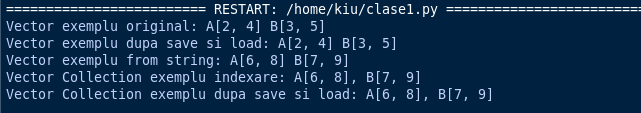 ========================= RESTART: /home/kiu/clase1.py =========================
Vector exemplu original: A[2, 4] B[3, 5]
Vector exemplu dupa save si load: A[2, 4] B[3, 5]
Vector exemplu from string: A[6, 8] B[7, 9]
Vector Collection exemplu indexare: A[6, 8], B[7, 9]
Vector Collection exemplu dupa save si load: A[6, 8], B[7, 9]